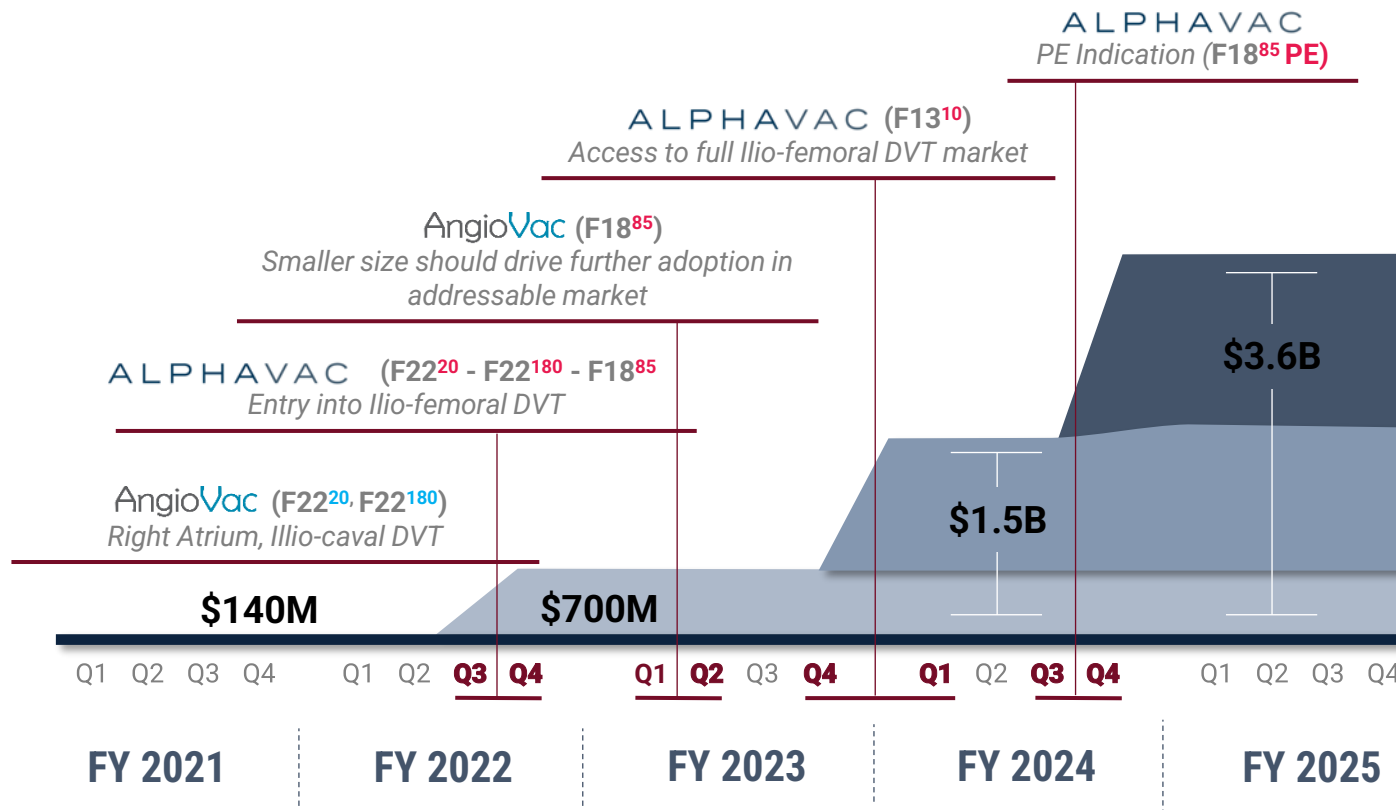 ALPHAVAC
PE Indication (F18⁸⁵ PE)
ALPHAVAC (F13¹⁰)
Access to full Ilio-femoral DVT market
AngioVac (F18⁸⁵)
Smaller size should drive further adoption in
addressable market
ALPHAVAC (F22²⁰ - F22¹⁸⁰ - F18⁸⁵
Entry into Ilio-femoral DVT
AngioVac (F22²⁰, F22¹⁸⁰)
Right Atrium, Illio-caval DVT
$3.6B
$1.5B
$140M
$700M
Q1 Q2 Q3 Q4 Q1 Q2 Q3 Q4 Q1 Q2 Q3 Q4 Q1 Q2 Q3 Q4 Q1 Q2 Q3 Q4
FY 2021 FY 2022 FY 2023 FY 2024 FY 2025